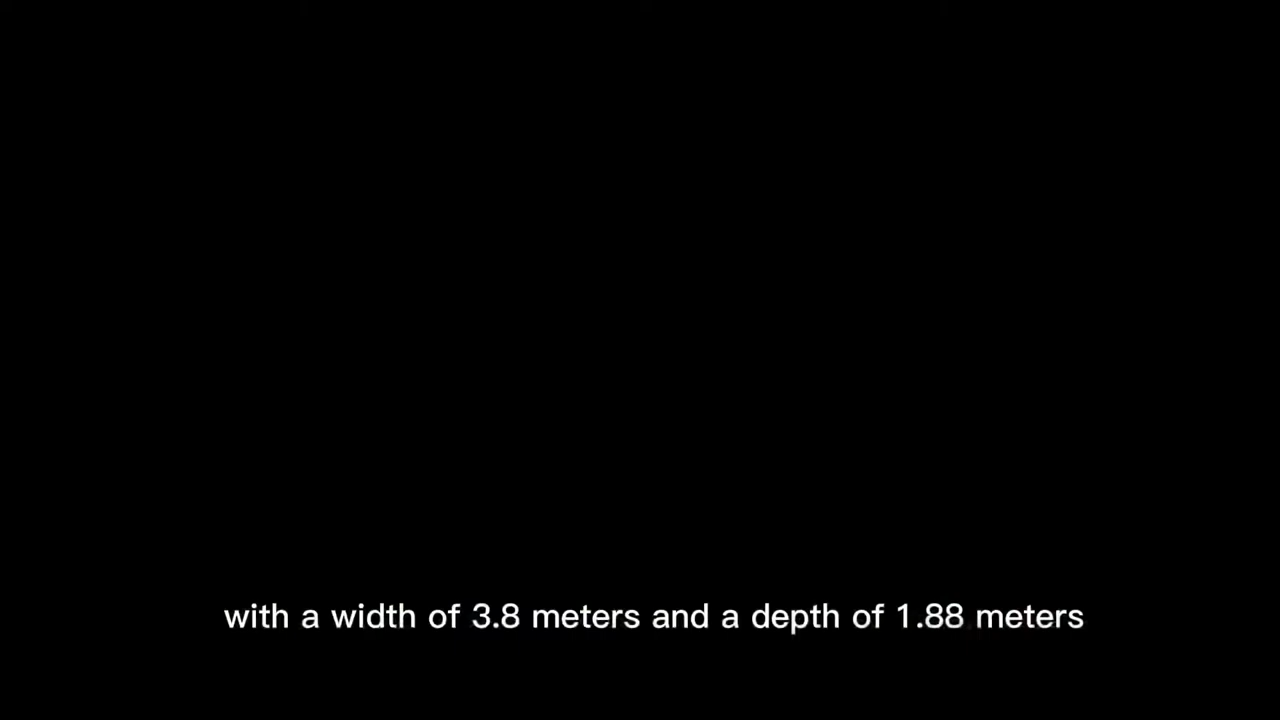 with a width of 3.8 meters and a depth of 1.88 meters